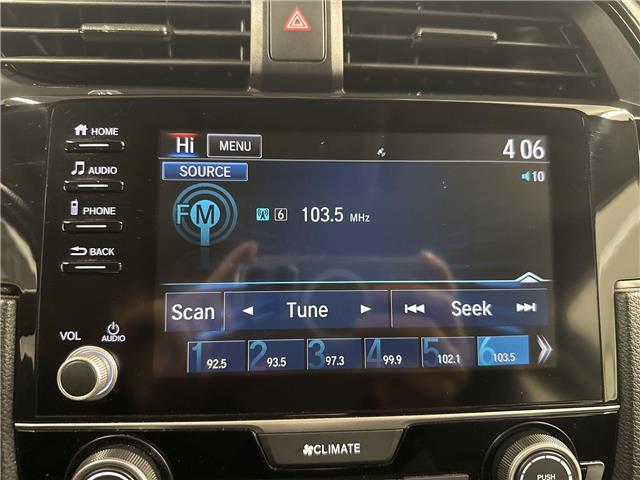 HOME
Hi MENU 4 06
SOURCE 10
AUDIO
FM 6 103.5 MHz
PHONE
BACK
Scan Tune Seek
VOL AUDIO
1 92.5 2 93.5 3 97.3 4 99.9 5 102.1 6 103.5
CLIMATE
PUSH